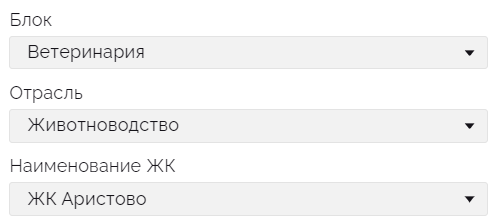 Блок
Ветеринария
Отрасль
Животноводство
Наименование ЖК
ЖК Аристово